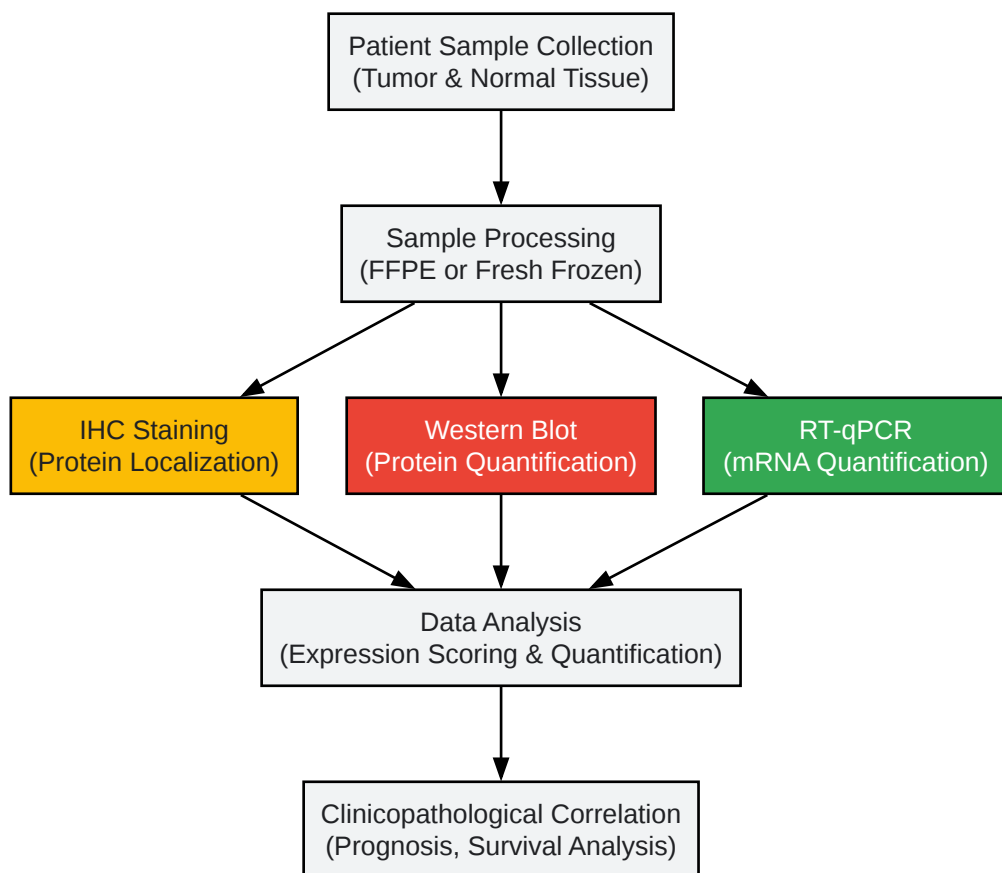 Patient Sample Collection
(Tumor & Normal Tissue)
Sample Processing
(FFPE or Fresh Frozen)
IHC Staining
(Protein Localization)
Western Blot
(Protein Quantification)
RT-qPCR
(mRNA Quantification)
Data Analysis
(Expression Scoring & Quantification)
Clinicopathological Correlation
(Prognosis, Survival Analysis)